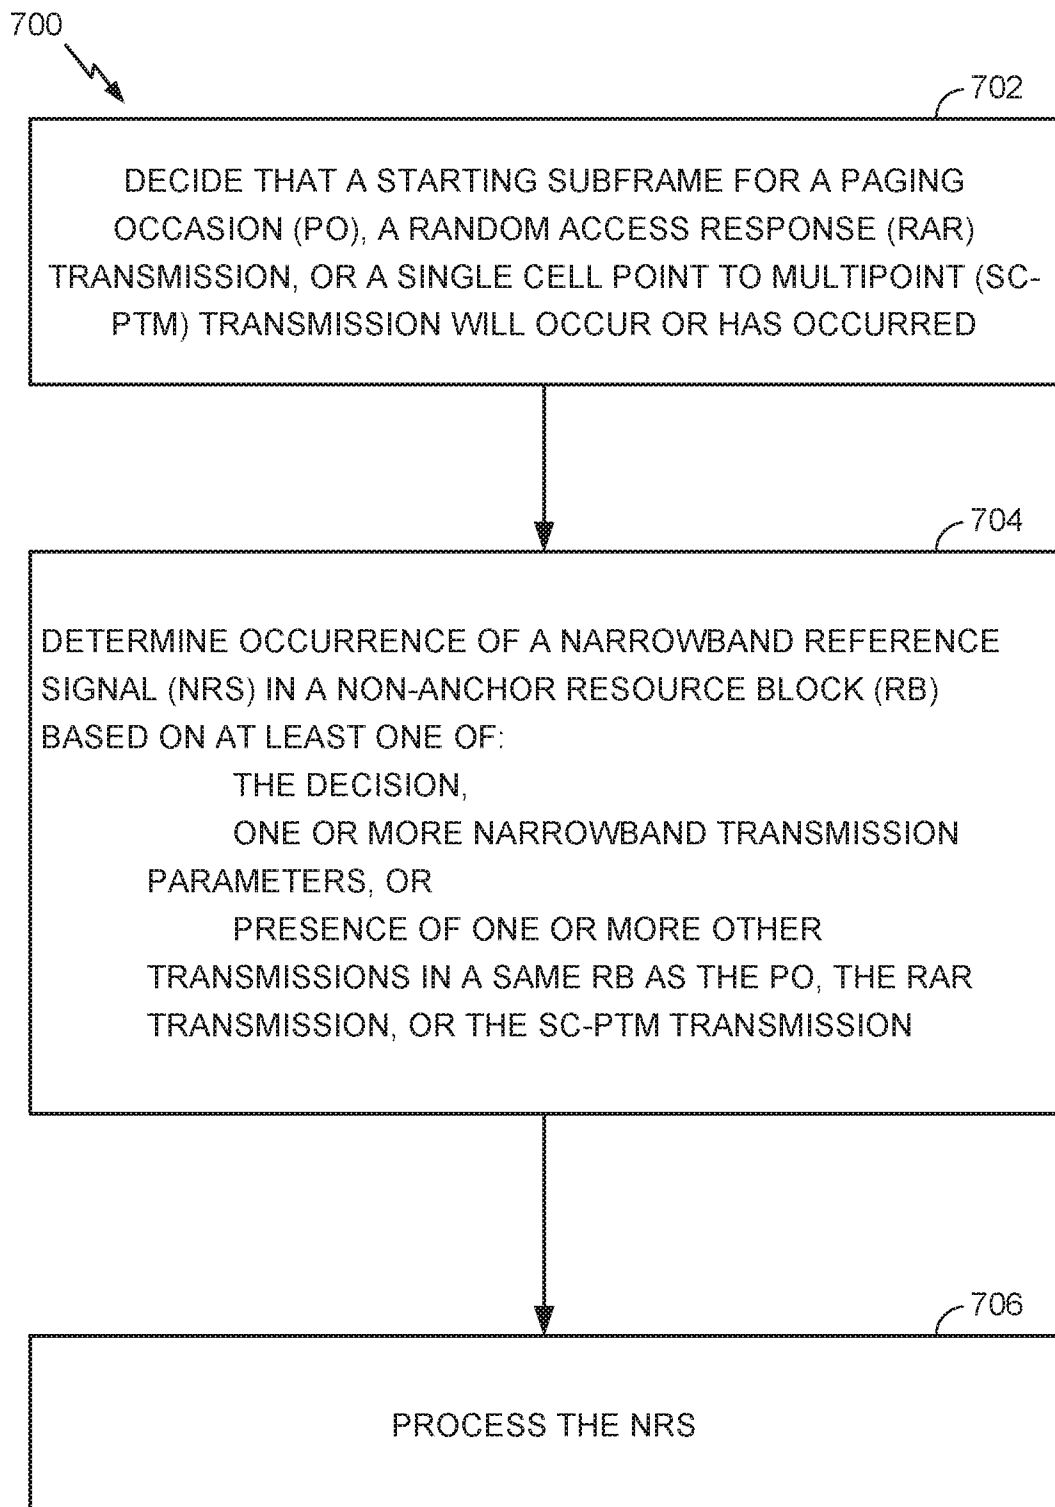 700
702
DECIDE THAT A STARTING SUBFRAME FOR A PAGING
OCCASION (PO), A RANDOM ACCESS RESPONSE (RAR)
TRANSMISSION, OR A SINGLE CELL POINT TO MULTIPOINT (SC-
PTM) TRANSMISSION WILL OCCUR OR HAS OCCURRED
704
DETERMINE OCCURRENCE OF A NARROWBAND REFERENCE
SIGNAL (NRS) IN A NON-ANCHOR RESOURCE BLOCK (RB)
BASED ON AT LEAST ONE OF:
THE DECISION,
ONE OR MORE NARROWBAND TRANSMISSION
PARAMETERS, OR
PRESENCE OF ONE OR MORE OTHER
TRANSMISSIONS IN A SAME RB AS THE PO, THE RAR
TRANSMISSION, OR THE SC-PTM TRANSMISSION
706
PROCESS THE NRS